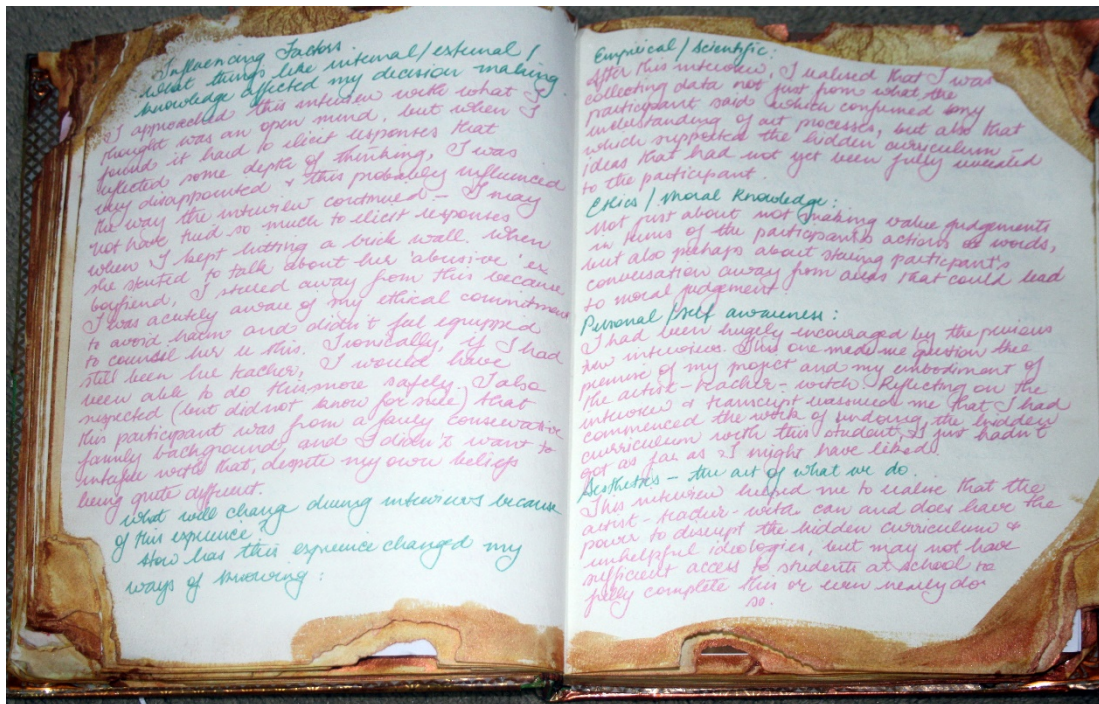 Influencing Factors.
what things like internal/external/
knowledge affected my decision making
I approached this interview with what I
thought was an open mind, but when I
found it hard to elicit responses that
reflected some depth of thinking, I was
very disappointed & this probably influenced
the way the interview continued - I may
not have tried so much to elicit responses
when I kept hitting a brick wall. When
she started to talk about her 'abusive' ex-
boyfriend, I steered away from this because
I was acutely aware of my ethical commitment
to avoid harm and didn't feel equipped
to counsel her in this. Ironically, if I had
still been her teacher, I would have
been able to do this more safely. I also
suspected (but did not know for sure) that
this participant was from a fairly conservative
family background, and I didn't want to
interfere with that, despite my own beliefs
being quite different.
what will change during interviews because
of this experience?
How has this experience changed my
ways of knowing:
Empirical/scientific:
After this interview, I realised that I was
collecting data not just from what the
participant said which confirmed my
understanding of art processes, but also that
which supported the hidden curriculum -
ideas that had not yet been fully revealed
to the participant.
Ethics/Moral Knowledge:
Not just about not making value judgements
in terms of the participant's actions or words,
but also perhaps about steering participant's
conversation away from areas that could lead
to moral judgement.
Personal/self awareness:
I had been hugely encouraged by the previous
few interviews. This one made me question the
premise of my project and my embodiment of
the artist-teacher-witch. Reflecting on the
interview & transcript reassured me that I had
commenced the work of undoing the hidden
curriculum with this student, I just hadn't
got as far as I might have liked.
Aesthetics - the art of what we do.
This interview helped me to realise that the
artist-teacher-witch can and does have the
power to disrupt the hidden curriculum &
unhelpful ideologies, but may not have
sufficient access to students at school to
fully complete this or even nearly do
so.